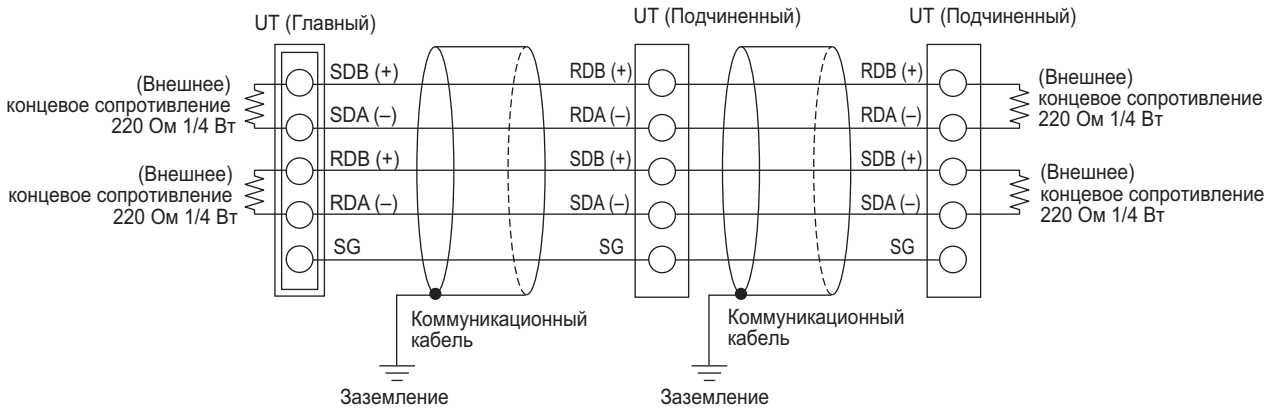 UT (Главный)
UT (Подчиненный)
UT (Подчиненный)
(Внешнее)
концевое сопротивление
220 Ом 1/4 Вт
SDB (+)
RDB (+)
RDB (+)
(Внешнее)
концевое сопротивление
220 Ом 1/4 Вт
SDA (–)
RDA (–)
RDA (–)
(Внешнее)
концевое сопротивление
220 Ом 1/4 Вт
RDB (+)
SDB (+)
SDB (+)
(Внешнее)
концевое сопротивление
220 Ом 1/4 Вт
RDA (–)
SDA (–)
SDA (–)
SG
SG
SG
Коммуникационный
кабель
Коммуникационный
кабель
Заземление
Заземление